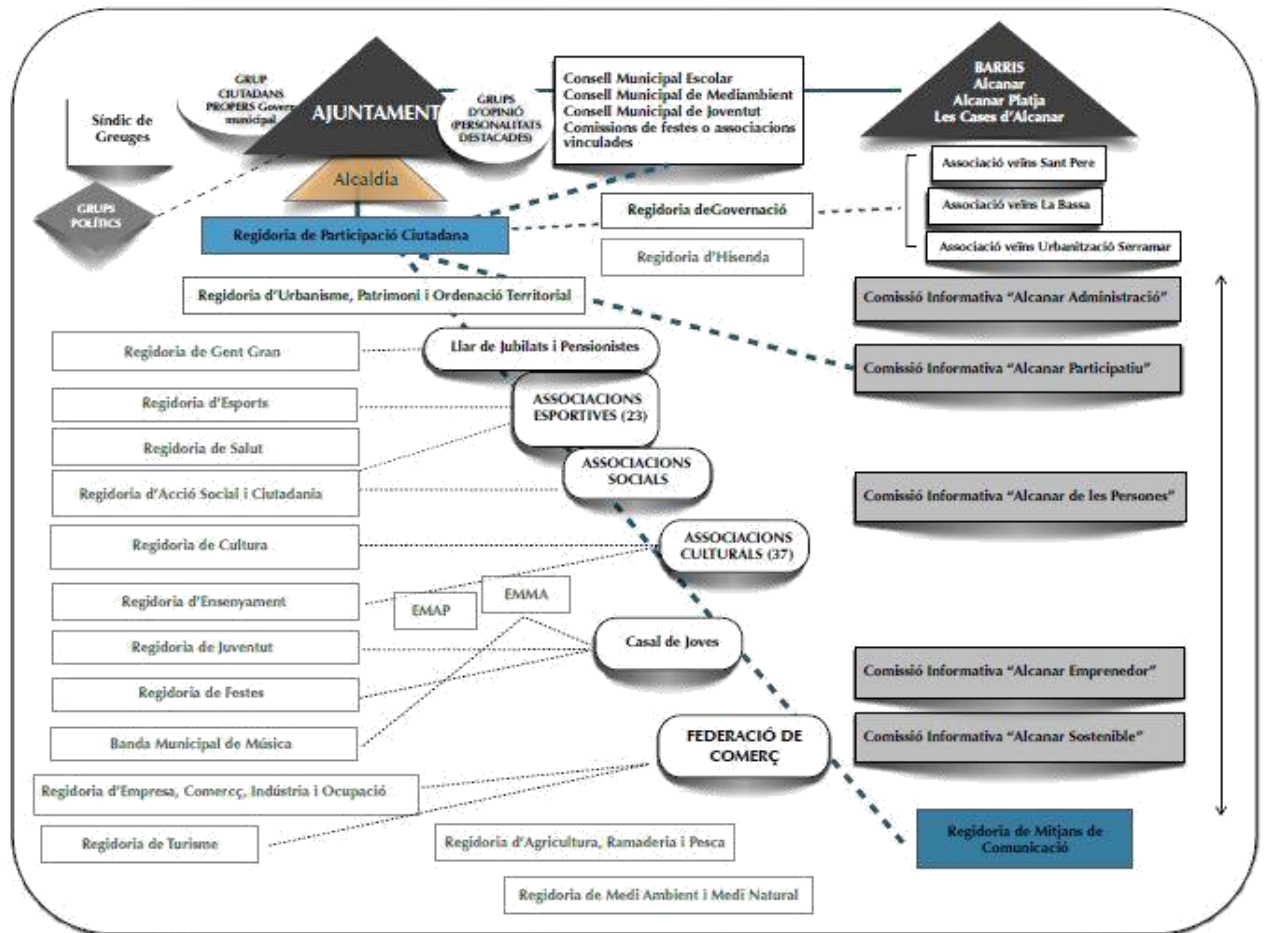 GRUP
CIUTADANS
PROPERS Govern
municipal
Síndic de
Greuges
AJUNTAMENT
GRUPS
D'OPINIÓ
(PERSONALITATS
DESTACADES)
Consell Municipal Escolar
Consell Municipal de Mediambient
Consell Municipal de Joventut
Comissions de festes o associacions
vinculades
BARRIS
Alcanar
Alcanar Platja
Les Cases d'Alcanar
Alcaldia
GRUPS
POLÍTICS
Regidoria de Participació Ciutadana
Regidoria deGovernació
Regidoria d'Hisenda
Associació veïns Sant Pere
Associació veïns La Bassa
Associació veïns Urbanització Serramar
Regidoria d'Urbanisme, Patrimoni i Ordenació Territorial
Comissió Informativa "Alcanar Administració"
Regidoria de Gent Gran
Llar de Jubilats i Pensionistes
Comissió Informativa "Alcanar Participatiu"
Regidoria d'Esports
ASSOCIACIONS
ESPORTIVES (23)
Regidoria de Salut
ASSOCIACIONS
SOCIALS
Regidoria d'Acció Social i Ciutadania
Comissió Informativa "Alcanar de les Persones"
Regidoria de Cultura
ASSOCIACIONS
CULTURALS (37)
Regidoria d'Ensenyament
EMAP
EMMA
Regidoria de Juventut
Casal de Joves
Comissió Informativa "Alcanar Emprenedor"
Regidoria de Festes
Banda Municipal de Música
FEDERACIÓ DE
COMERÇ
Comissió Informativa "Alcanar Sostenible"
Regidoria d'Empresa, Comercç, Indústria i Ocupació
Regidoria de Turisme
Regidoria d'Agricultura, Ramaderia i Pesca
Regidoria de Mitjans de
Comunicació
Regidoria de Medi Ambient i Medi Natural